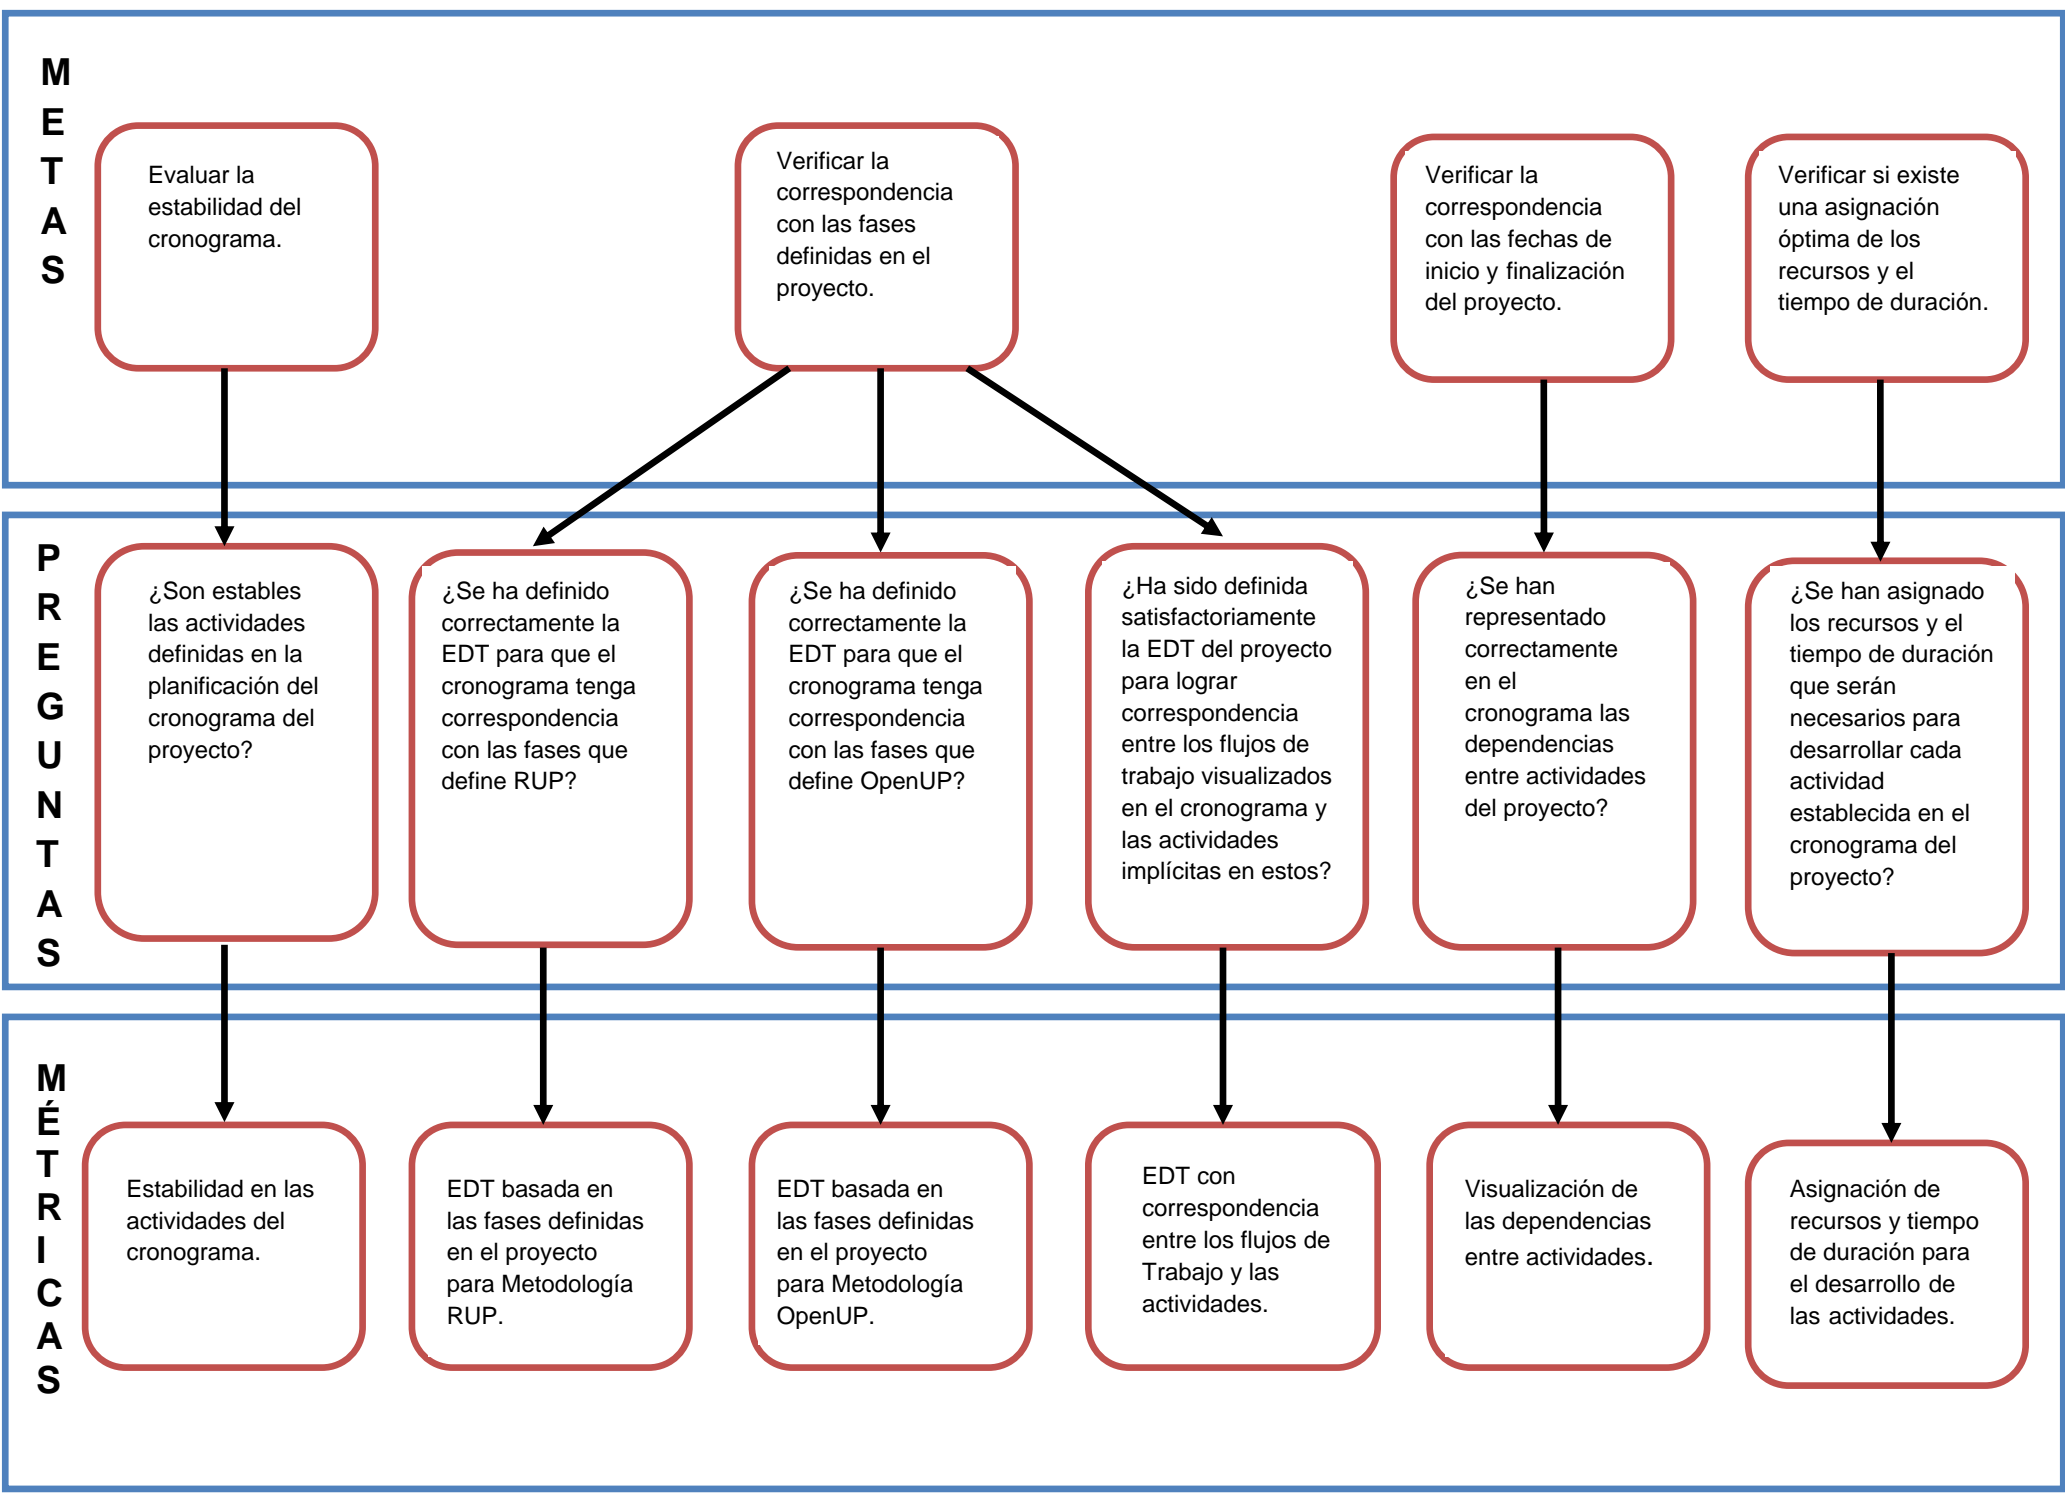 METAS
Evaluar la
estabilidad del
cronograma.
Verificar la
correspondencia
con las fases
definidas en el
proyecto.
Verificar la
correspondencia
con las fechas de
inicio y finalización
del proyecto.
Verificar si existe
una asignación
óptima de los
recursos y el
tiempo de duración.
PREGUNTAS
¿Son estables
las actividades
definidas en la
planificación del
cronograma del
proyecto?
¿Se ha definido
correctamente la
EDT para que el
cronograma tenga
correspondencia
con las fases que
define RUP?
¿Se ha definido
correctamente la
EDT para que el
cronograma tenga
correspondencia
con las fases que
define OpenUP?
¿Ha sido definida
satisfactoriamente
la EDT del proyecto
para lograr
correspondencia
entre los flujos de
trabajo visualizados
en el cronograma y
las actividades
implícitas en estos?
¿Se han
representado
correctamente
en el
cronograma las
dependencias
entre actividades
del proyecto?
¿Se han asignado
los recursos y el
tiempo de duración
que serán
necesarios para
desarrollar cada
actividad
establecida en el
cronograma del
proyecto?
MÉTRICAS
Estabilidad en las
actividades del
cronograma.
EDT basada en
las fases definidas
en el proyecto
para Metodología
RUP.
EDT basada en
las fases definidas
en el proyecto
para Metodología
OpenUP.
EDT con
correspondencia
entre los flujos de
Trabajo y las
actividades.
Visualización de
las dependencias
entre actividades.
Asignación de
recursos y tiempo
de duración para
el desarrollo de
las actividades.